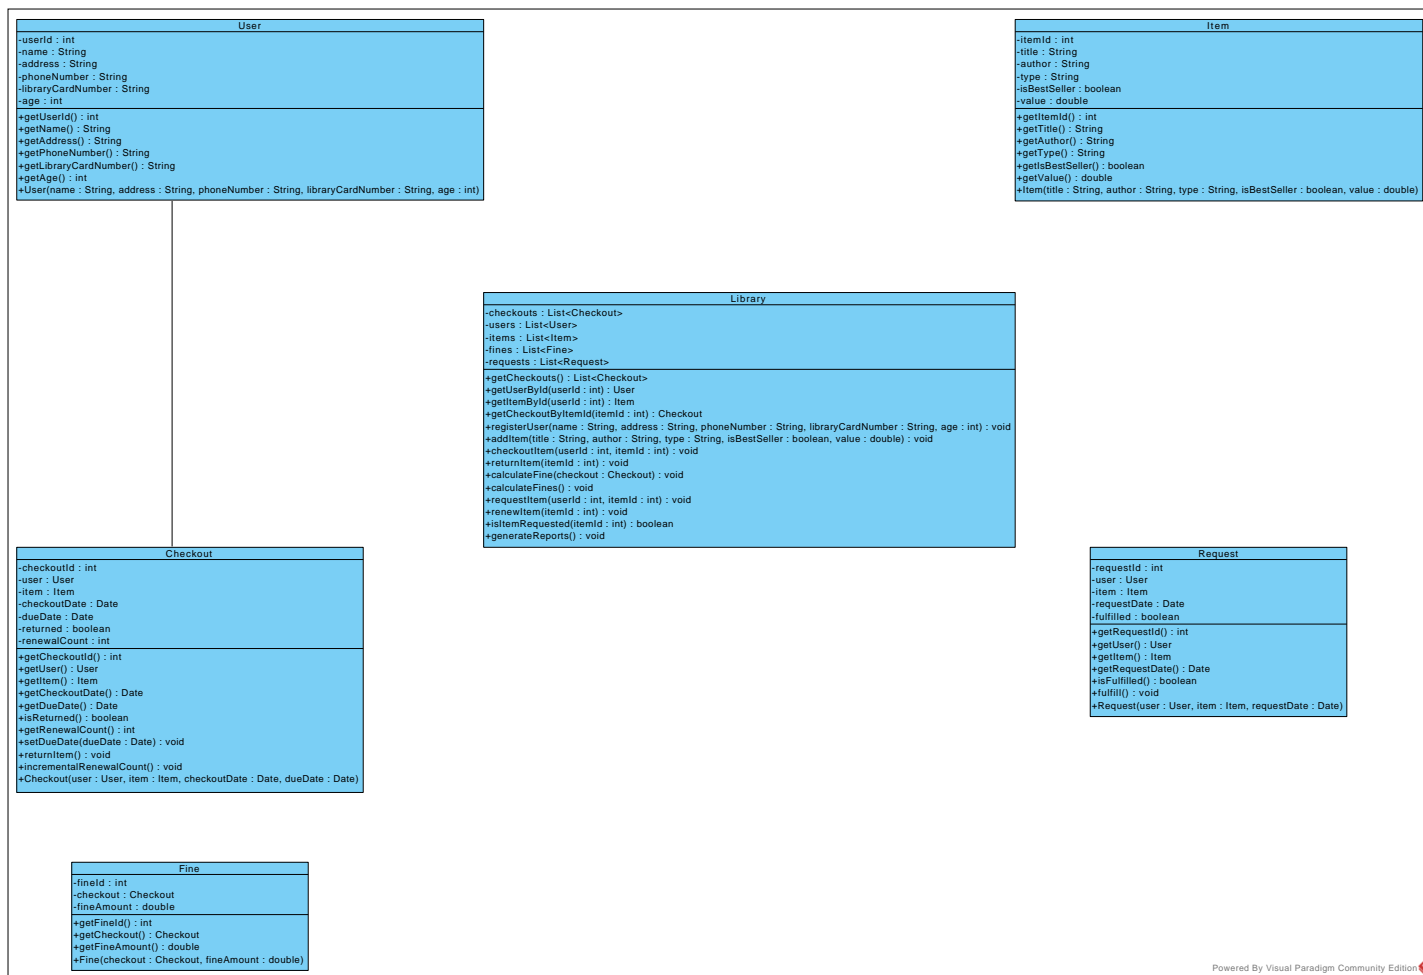 User
-userId : int
-name : String
-address : String
-phoneNumber : String
-libraryCardNumber : String
-age : int
+getUserId() : int
+getName() : String
+getAddress() : String
+getPhoneNumber() : String
+getLibraryCardNumber() : String
+getAge() : int
+User(name : String, address : String, phoneNumber : String, libraryCardNumber : String, age : int)
Item
-itemId : int
-title : String
-author : String
-type : String
-isBestSeller : boolean
-value : double
+getItemId() : int
+getTitle() : String
+getAuthor() : String
+getType() : String
+getIsBestSeller() : boolean
+getValue() : double
+Item(title : String, author : String, type : String, isBestSeller : boolean, value : double)
Library
-checkouts : List<Checkout>
-users : List<User>
-items : List<Item>
-fines : List<Fine>
-requests : List<Request>
+getCheckouts() : List<Checkout>
+getUserById(userId : int) : User
+getItemById(userId : int) : Item
+getCheckoutByItemId(itemId : int) : Checkout
+registerUser(name : String, address : String, phoneNumber : String, libraryCardNumber : String, age : int) : void
+addItem(title : String, author : String, type : String, isBestSeller : boolean, value : double) : void
+checkoutItem(userId : int, itemId : int) : void
+returnItem(itemId : int) : void
+calculateFine(checkout : Checkout) : void
+calculateFines() : void
+requestItem(userId : int, itemId : int) : void
+renewItem(itemId : int) : void
+isItemRequested(itemId : int) : boolean
+generateReports() : void
Checkout
-checkoutId : int
-user : User
-item : Item
-checkoutDate : Date
-dueDate : Date
-returned : boolean
-renewalCount : int
+getCheckoutId() : int
+getUser() : User
+getItem() : Item
+getCheckoutDate() : Date
+getDueDate() : Date
+isReturned() : boolean
+getRenewalCount() : int
+setDueDate(dueDate : Date) : void
+returnItem() : void
+incrementalRenewalCount() : void
+Checkout(user : User, item : Item, checkoutDate : Date, dueDate : Date)
Request
-requestId : int
-user : User
-item : Item
-requestDate : Date
-fulfilled : boolean
+getRequestId() : int
+getUser() : User
+getItem() : Item
+getRequestDate() : Date
+isFulfilled() : boolean
+fulfill() : void
+Request(user : User, item : Item, requestDate : Date)
Fine
-fineId : int
-checkout : Checkout
-fineAmount : double
+getFineId() : int
+getCheckout() : Checkout
+getFineAmount() : double
+Fine(checkout : Checkout, fineAmount : double)
Powered By Visual Paradigm Community Edition